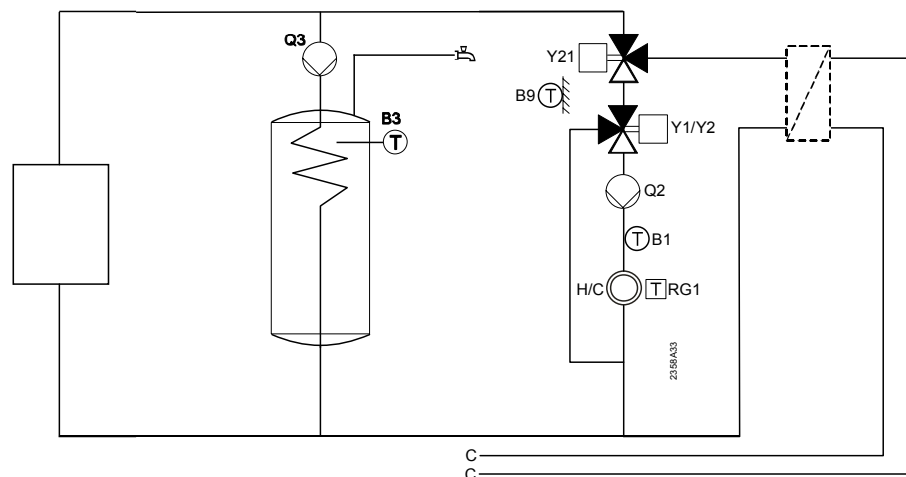 Q3
Y21
B9 T
B3
T
Y1/Y2
Q2
T B1
H/C T RG1
2358A33
C
C